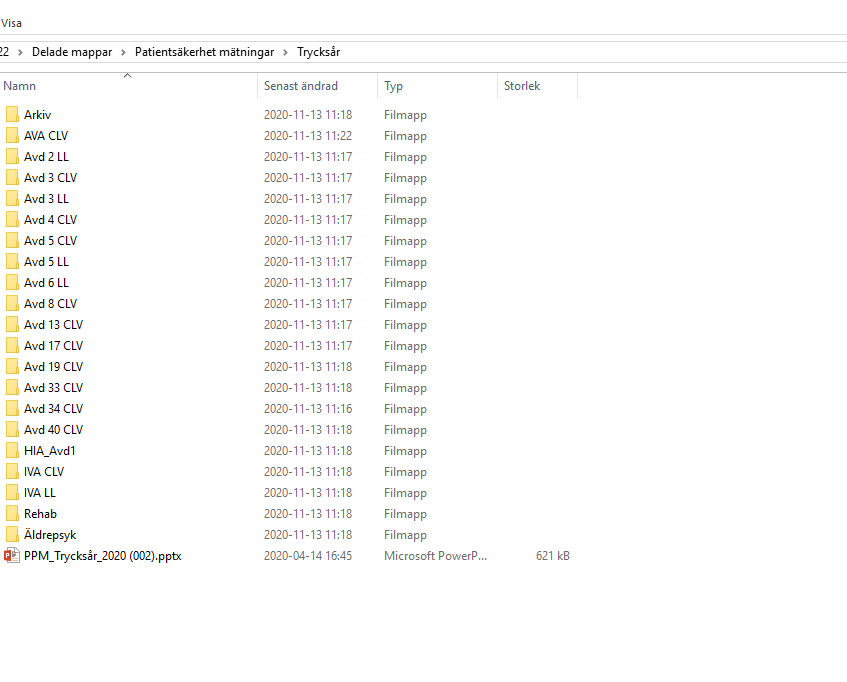 Visa
22 › Delade mappar › Patientsäkerhet mätningar › Trycksår
Namn Senast ändrad Typ Storlek
Arkiv 2020-11-13 11:18 Filmapp
AVA CLV 2020-11-13 11:22 Filmapp
Avd 2 LL 2020-11-13 11:17 Filmapp
Avd 3 CLV 2020-11-13 11:17 Filmapp
Avd 3 LL 2020-11-13 11:17 Filmapp
Avd 4 CLV 2020-11-13 11:17 Filmapp
Avd 5 CLV 2020-11-13 11:17 Filmapp
Avd 5 LL 2020-11-13 11:17 Filmapp
Avd 6 LL 2020-11-13 11:17 Filmapp
Avd 8 CLV 2020-11-13 11:17 Filmapp
Avd 13 CLV 2020-11-13 11:17 Filmapp
Avd 17 CLV 2020-11-13 11:17 Filmapp
Avd 19 CLV 2020-11-13 11:18 Filmapp
Avd 33 CLV 2020-11-13 11:18 Filmapp
Avd 34 CLV 2020-11-13 11:16 Filmapp
Avd 40 CLV 2020-11-13 11:18 Filmapp
HIA_Avd1 2020-11-13 11:18 Filmapp
IVA CLV 2020-11-13 11:18 Filmapp
IVA LL 2020-11-13 11:18 Filmapp
Rehab 2020-11-13 11:18 Filmapp
Äldrepsyk 2020-11-13 11:18 Filmapp
PPM_Trycksår_2020 (002).pptx 2020-04-14 16:45 Microsoft PowerP... 621 kB